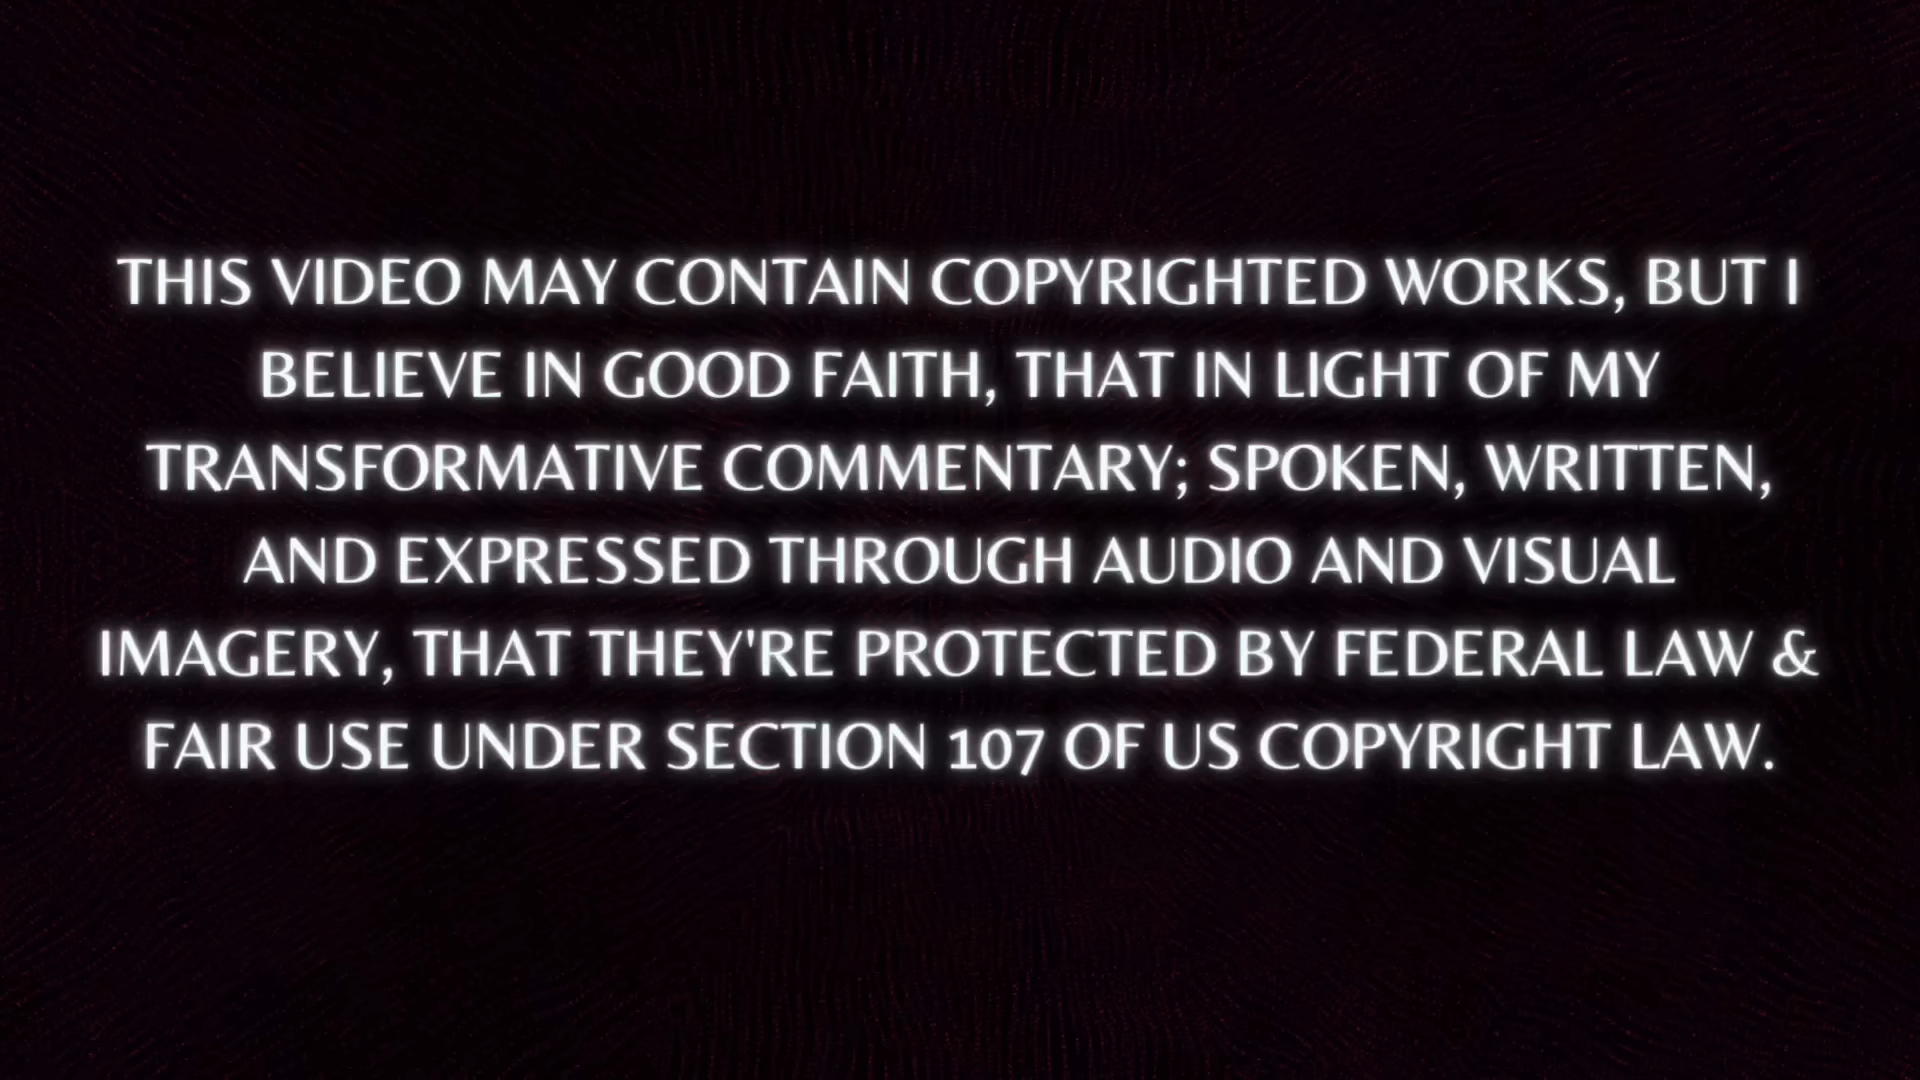 THIS VIDEO MAY CONTAIN COPYRIGHTED WORKS, BUT I
BELIEVE IN GOOD FAITH, THAT IN LIGHT OF MY
TRANSFORMATIVE COMMENTARY; SPOKEN, WRITTEN,
AND EXPRESSED THROUGH AUDIO AND VISUAL
IMAGERY, THAT THEY'RE PROTECTED BY FEDERAL LAW &
FAIR USE UNDER SECTION 107 OF US COPYRIGHT LAW.